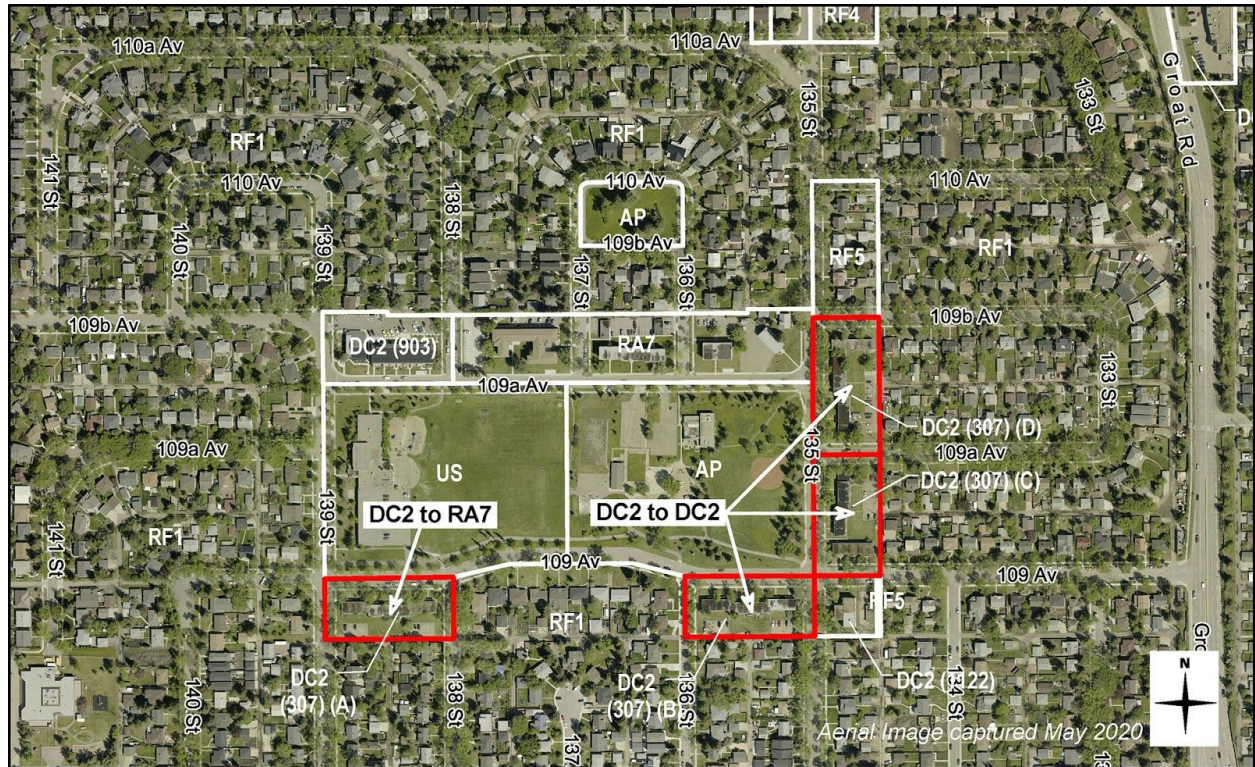 RF4
110a Av
110a Av
Groat Rd
133 St
135 St
D
RF1
RF1
141 St
110 Av
110 Av
110 Av
138 St
AP
140 St
139 St
109b Av
RF5
RF1
137 St
136 St
109b Av
109b Av
DC2 (903)
RA7
133 St
109a Av
DC2 (307) (D)
109a Av
109a Av
135 St
US
AP
DC2 (307) (C)
DC2 to RA7
DC2 to DC2
139 St
RF1
141 St
109 Av
109 Av
RF1
RF5
DC2
(307) (A)
DC2
(307) (B)
136 St
138 St
140 St
134 St
N
Aerial Image captured May 2020